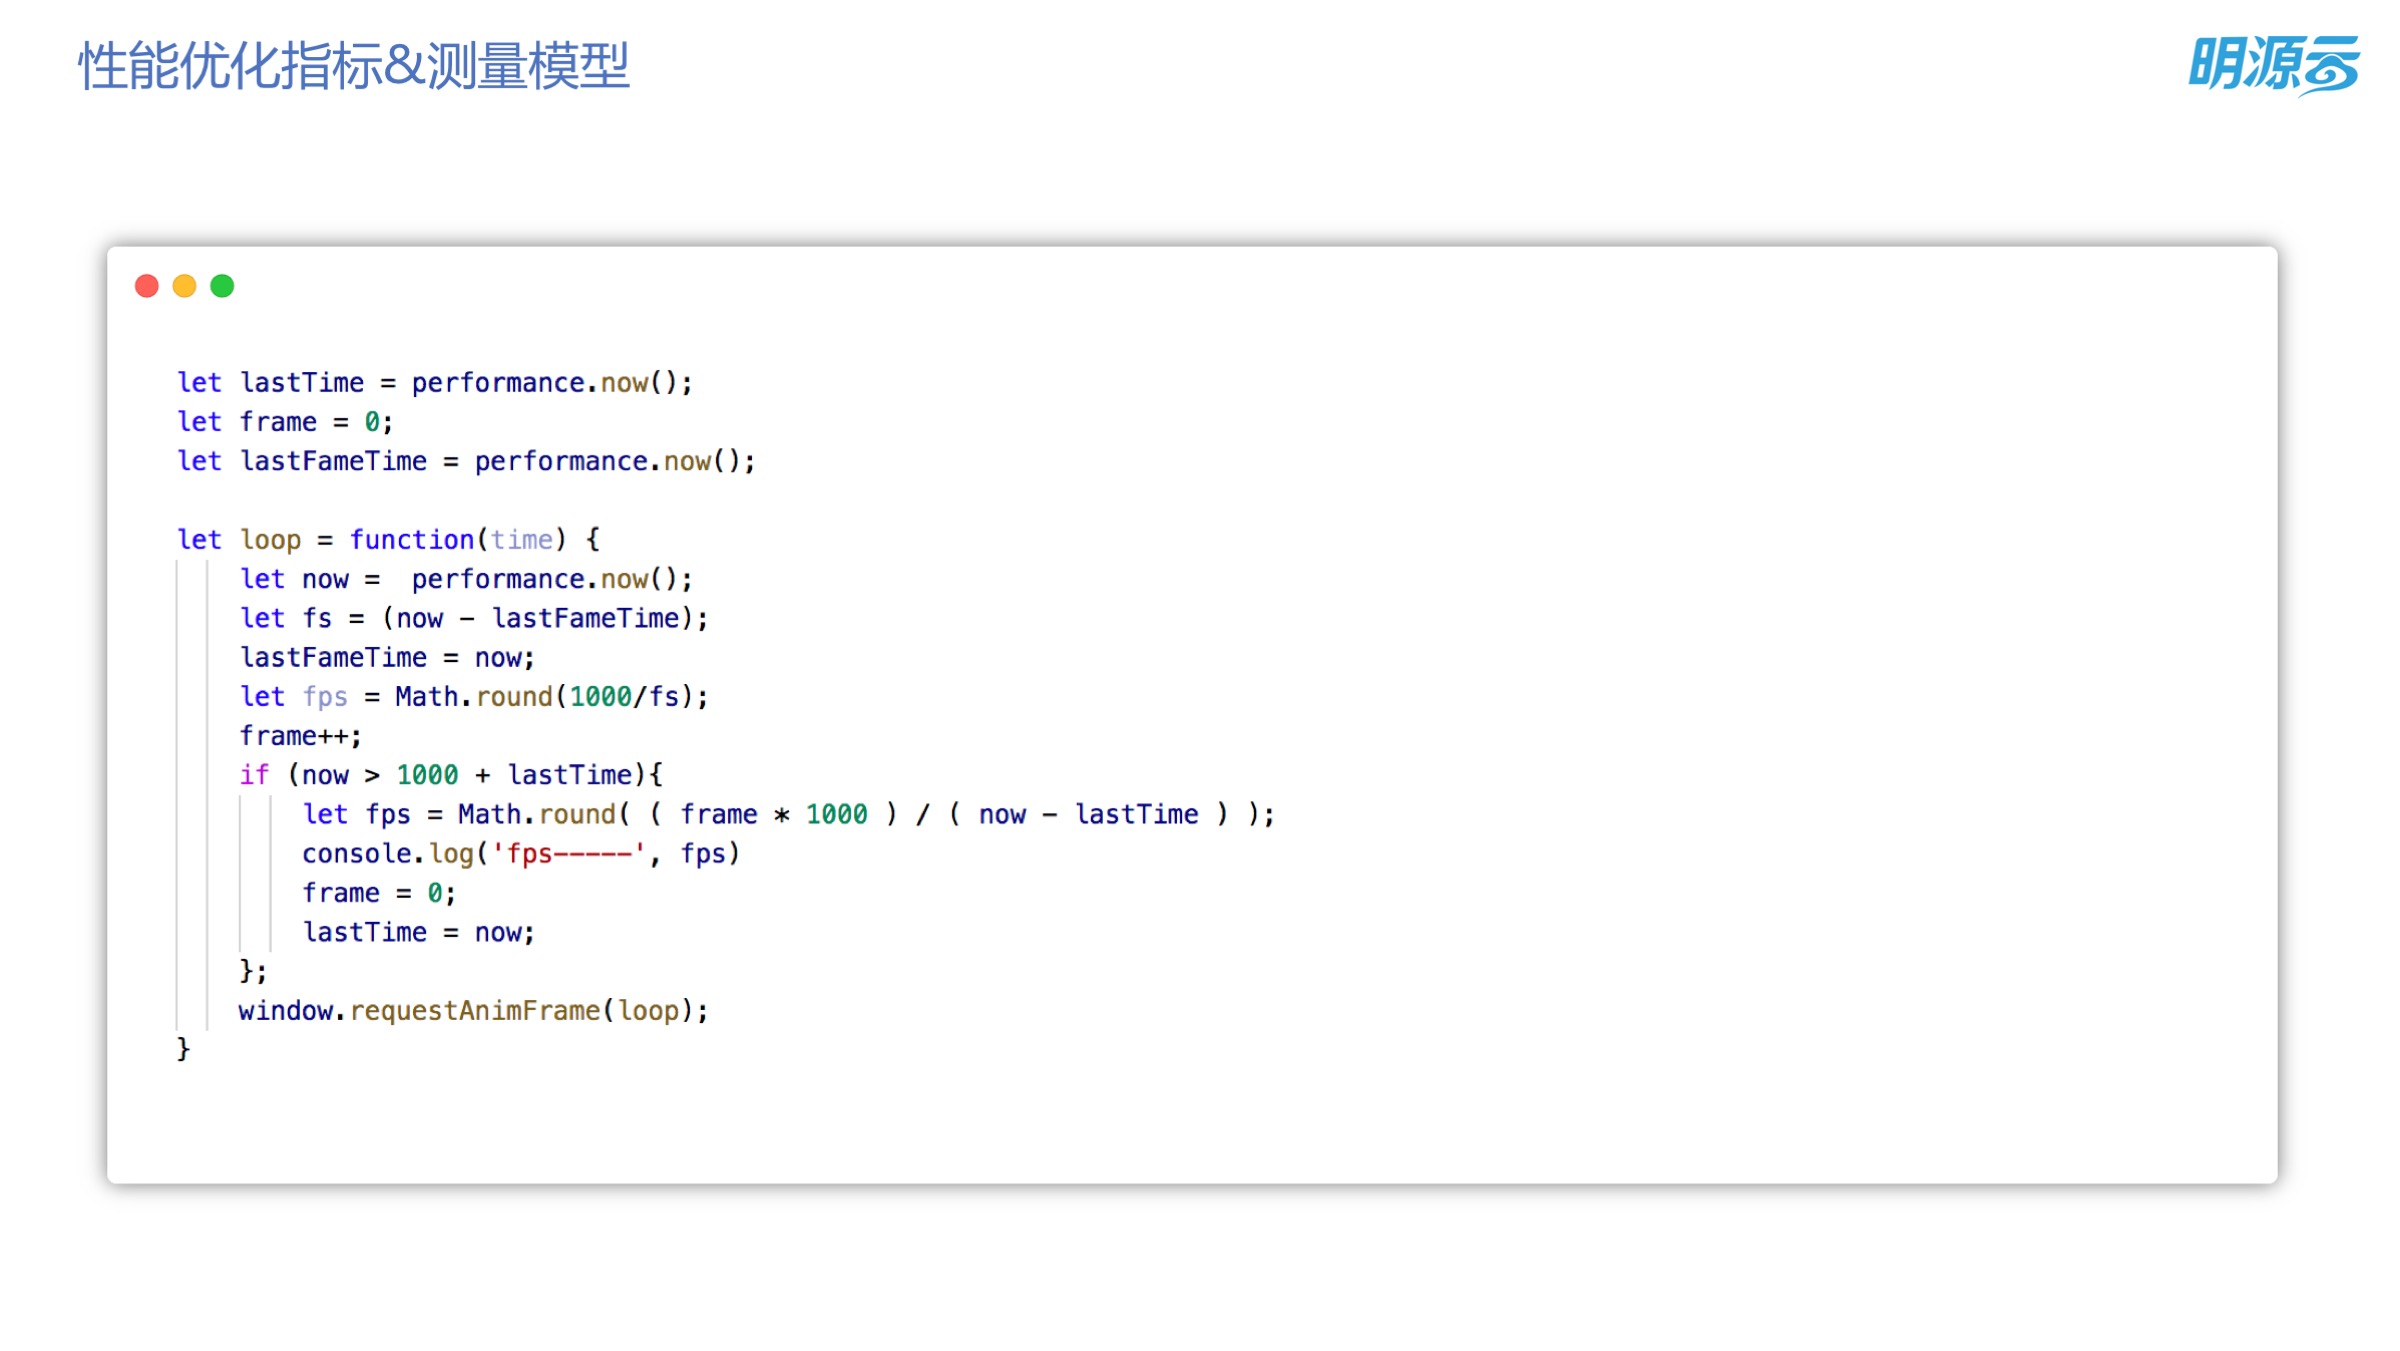 性能优化指标&测量模型
明源云
let lastTime = performance.now();
let frame = 0;
let lastFameTime = performance.now();
let loop = function(time) {
let now =  performance.now();
let fs = (now - lastFameTime);
lastFameTime = now;
let fps = Math.round(1000/fs);
frame++;
if (now > 1000 + lastTime){
let fps = Math.round( ( frame * 1000 ) / ( now - lastTime ) );
console.log('fps-----', fps)
frame = 0;
lastTime = now;
};
window.requestAnimFrame(loop);
}